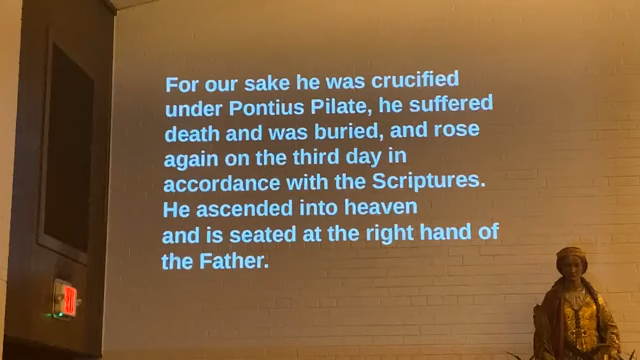 For our sake he was crucified
under Pontius Pilate, he suffered
death and was buried, and rose
again on the third day in
accordance with the Scriptures.
He ascended into heaven
and is seated at the right hand of
the Father.